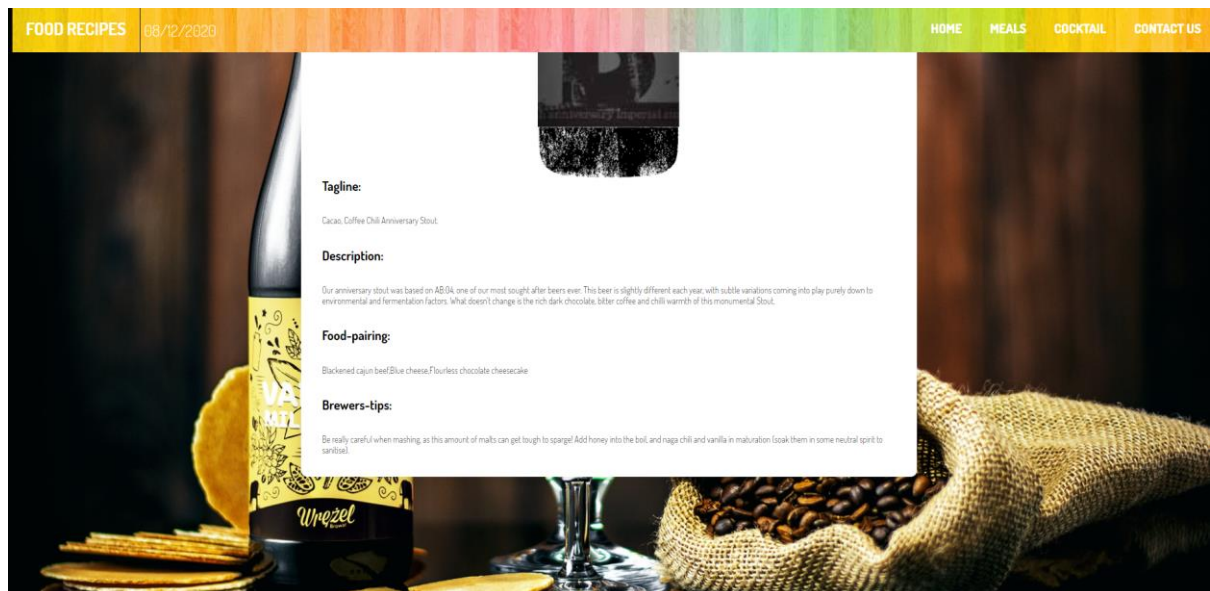 FOOD RECIPES
08/12/2020
HOME
MEALS
COCKTAIL
CONTACT US
anniversary Imperial
Tagline:
Cacao, Coffee Chili Anniversary Stout.
Description:
Our anniversary stout was based on AB:04, one of our most sought after beers ever. This beer is slightly different each year, with subtle variations coming into play purely down to
environmental and fermentation factors. What doesn't change is the rich dark chocolate, bitter coffee and chilli warmth of this monumental Stout.
Food-pairing:
Blackened cajun beef,Blue cheese,Flourless chocolate cheesecake
Brewers-tips:
Be really careful when mashing, as this amount of malts can get tough to sparge! Add honey into the boil, and naga chili and vanilla in maturation (soak them in some neutral spirit to
sanitise).
VA
MIL
Wrężel